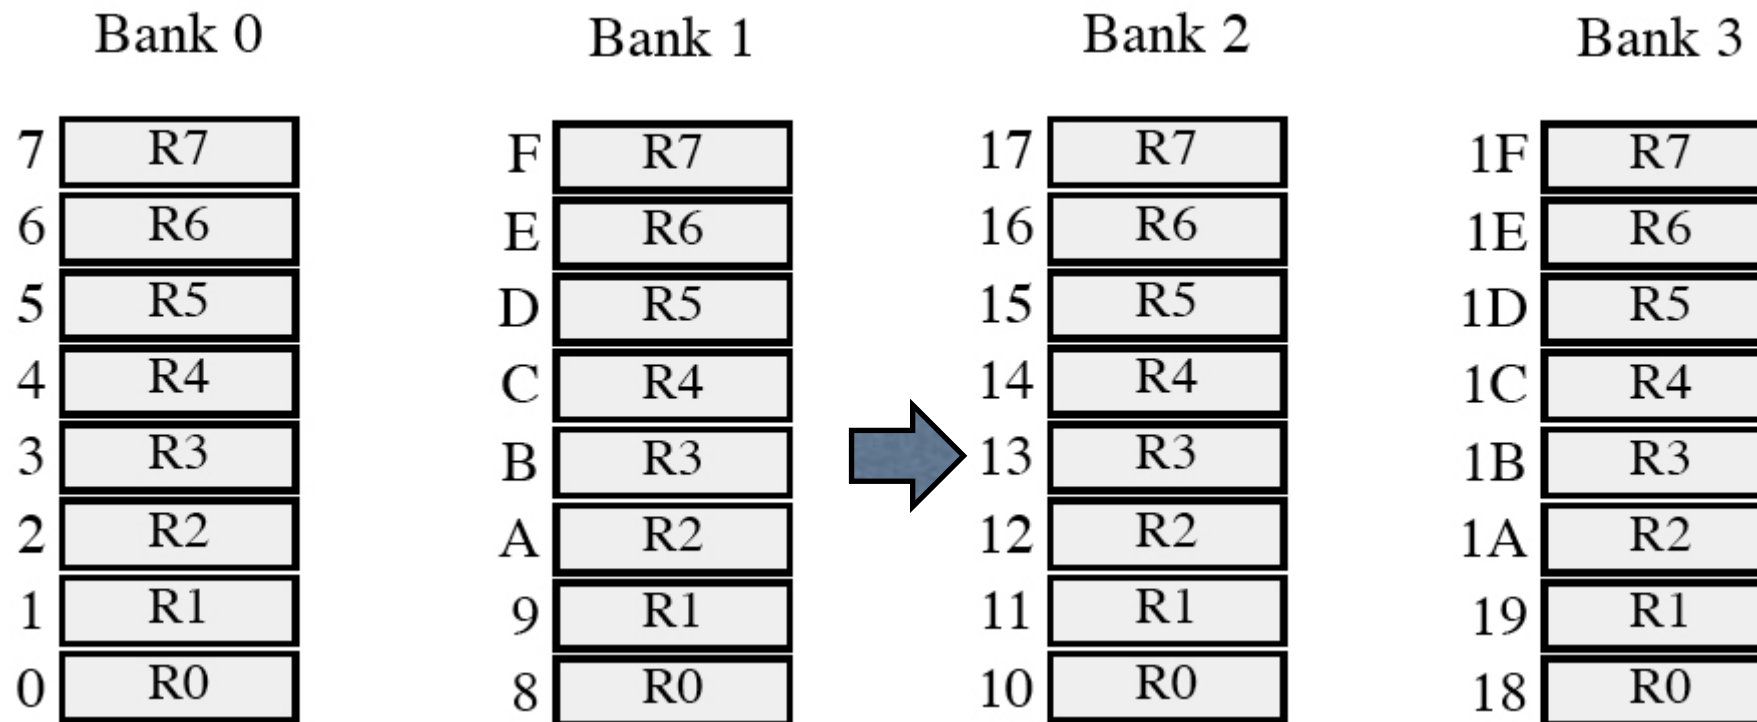 Bank 0 Bank 1 Bank 2 Bank 3
7 R7 F R7 17 R7 1F R7
6 R6 E R6 16 R6 1E R6
5 R5 D R5 15 R5 1D R5
4 R4 C R4 14 R4 1C R4
3 R3 B R3 13 R3 1B R3
2 R2 A R2 12 R2 1A R2
1 R1 9 R1 11 R1 19 R1
0 R0 8 R0 10 R0 18 R0